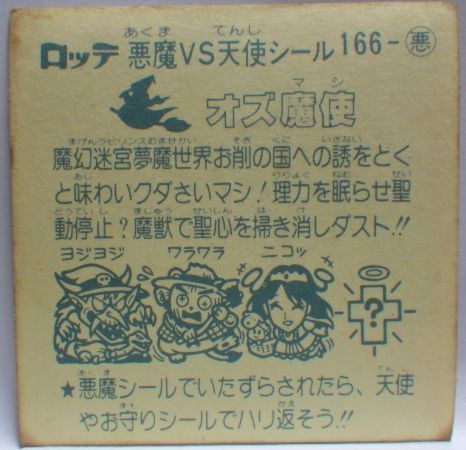 ロッテ 悪魔VS天使シール 166-悪
オズ魔使
魔幻迷宮夢魔世界お削の国への誘をとく
と味わいクダさいマシ!理力を眠らせ聖
動停止?魔獣で聖心を掃き消しダスト!!
ヨジヨジ ワラワラ ニコッ
?
★悪魔シールでいたずらされたら、天使
やお守りシールでハリ返そう!!